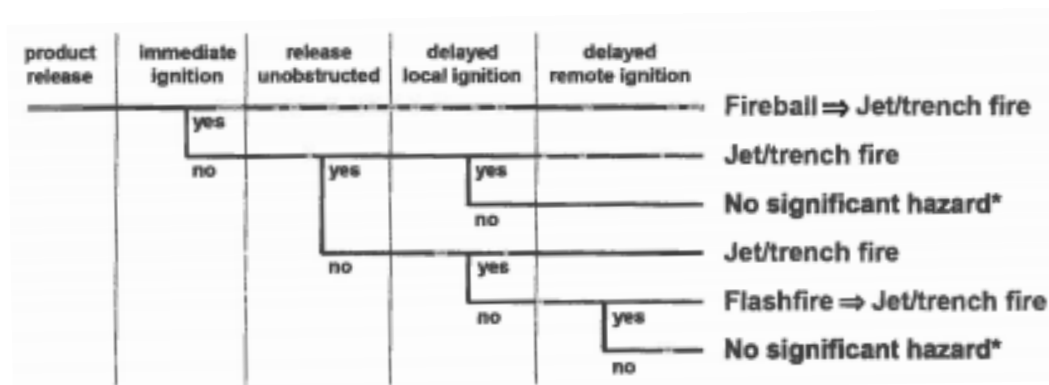 product release
immediate ignition
release unobstructed
delayed local ignition
delayed remote ignition
Fireball ⇒ Jet/trench fire
yes
no
Jet/trench fire
yes
yes
No significant hazard*
no
Jet/trench fire
no
yes
Flashfire ⇒ Jet/trench fire
no
yes
No significant hazard*
no